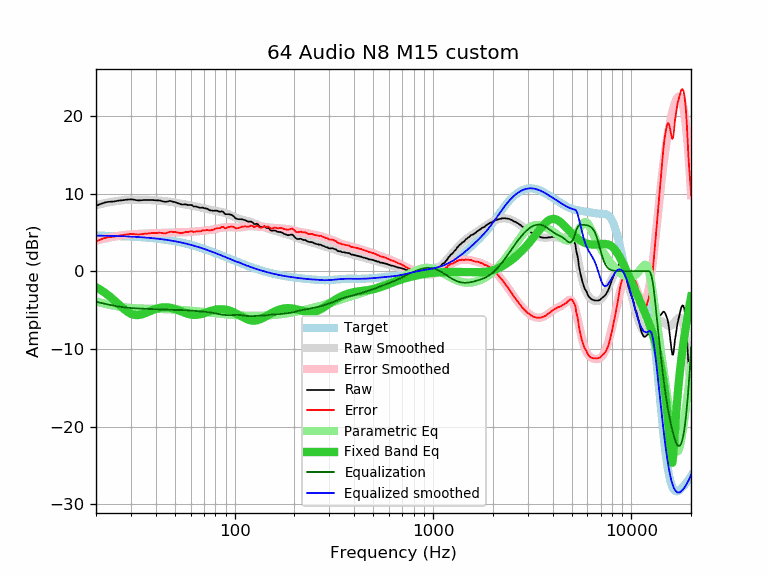 64 Audio N8 M15 custom
20
10
0
−10
−20
−30
Amplitude (dBr)
Target
Raw Smoothed
Error Smoothed
Raw
Error
Parametric Eq
Fixed Band Eq
Equalization
Equalized smoothed
100 1000 10000
Frequency (Hz)